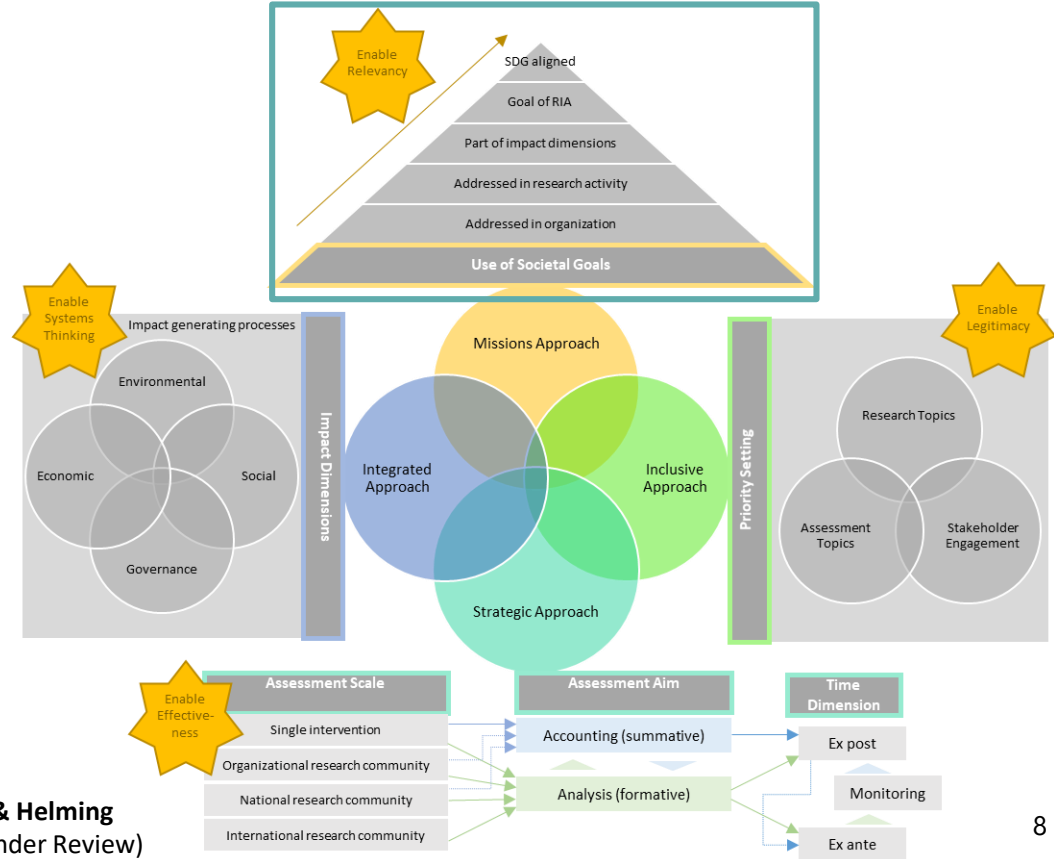 Enable
Relevancy
SDG aligned
Goal of RIA
Part of impact dimensions
Addressed in research activity
Addressed in organization
Use of Societal Goals
Enable
Systems
Thinking
Impact generating processes
Environmental
Economic
Social
Governance
Impact Dimensions
Missions Approach
Integrated
Approach
Inclusive
Approach
Strategic Approach
Priority Setting
Enable
Legitimacy
Research Topics
Assessment
Topics
Stakeholder
Engagement
Enable
Effective-
ness
Assessment Scale
Single intervention
Organizational research community
National research community
International research community
Assessment Aim
Accounting (summative)
Analysis (formative)
Time
Dimension
Ex post
Monitoring
Ex ante
& Helming
nder Review)
8